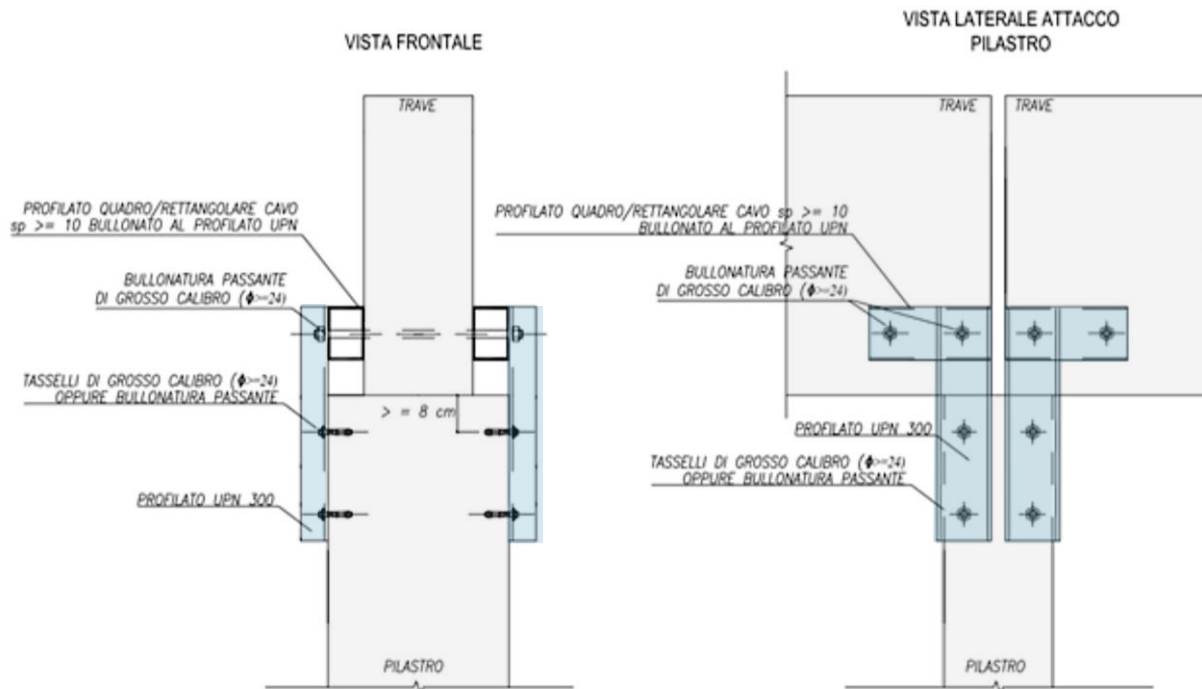 VISTA FRONTALE
TRAVE
PROFILATO QUADRO/RETTANGOLARE CAVO
sp >= 10 BULLONATO AL PROFILATO UPN
BULLONATURA PASSANTE
DI GROSSO CALIBRO (ϕ>=24)
TASSELLI DI GROSSO CALIBRO (ϕ>=24)
OPPURE BULLONATURA PASSANTE
> = 8 cm
PROFILATO UPN 300
PILASTRO
VISTA LATERALE ATTACCO
PILASTRO
TRAVE TRAVE
PROFILATO QUADRO/RETTANGOLARE CAVO sp >= 10
BULLONATO AL PROFILATO UPN
BULLONATURA PASSANTE
DI GROSSO CALIBRO (ϕ>=24)
PROFILATO UPN 300
TASSELLI DI GROSSO CALIBRO (ϕ>=24)
OPPURE BULLONATURA PASSANTE
PILASTRO